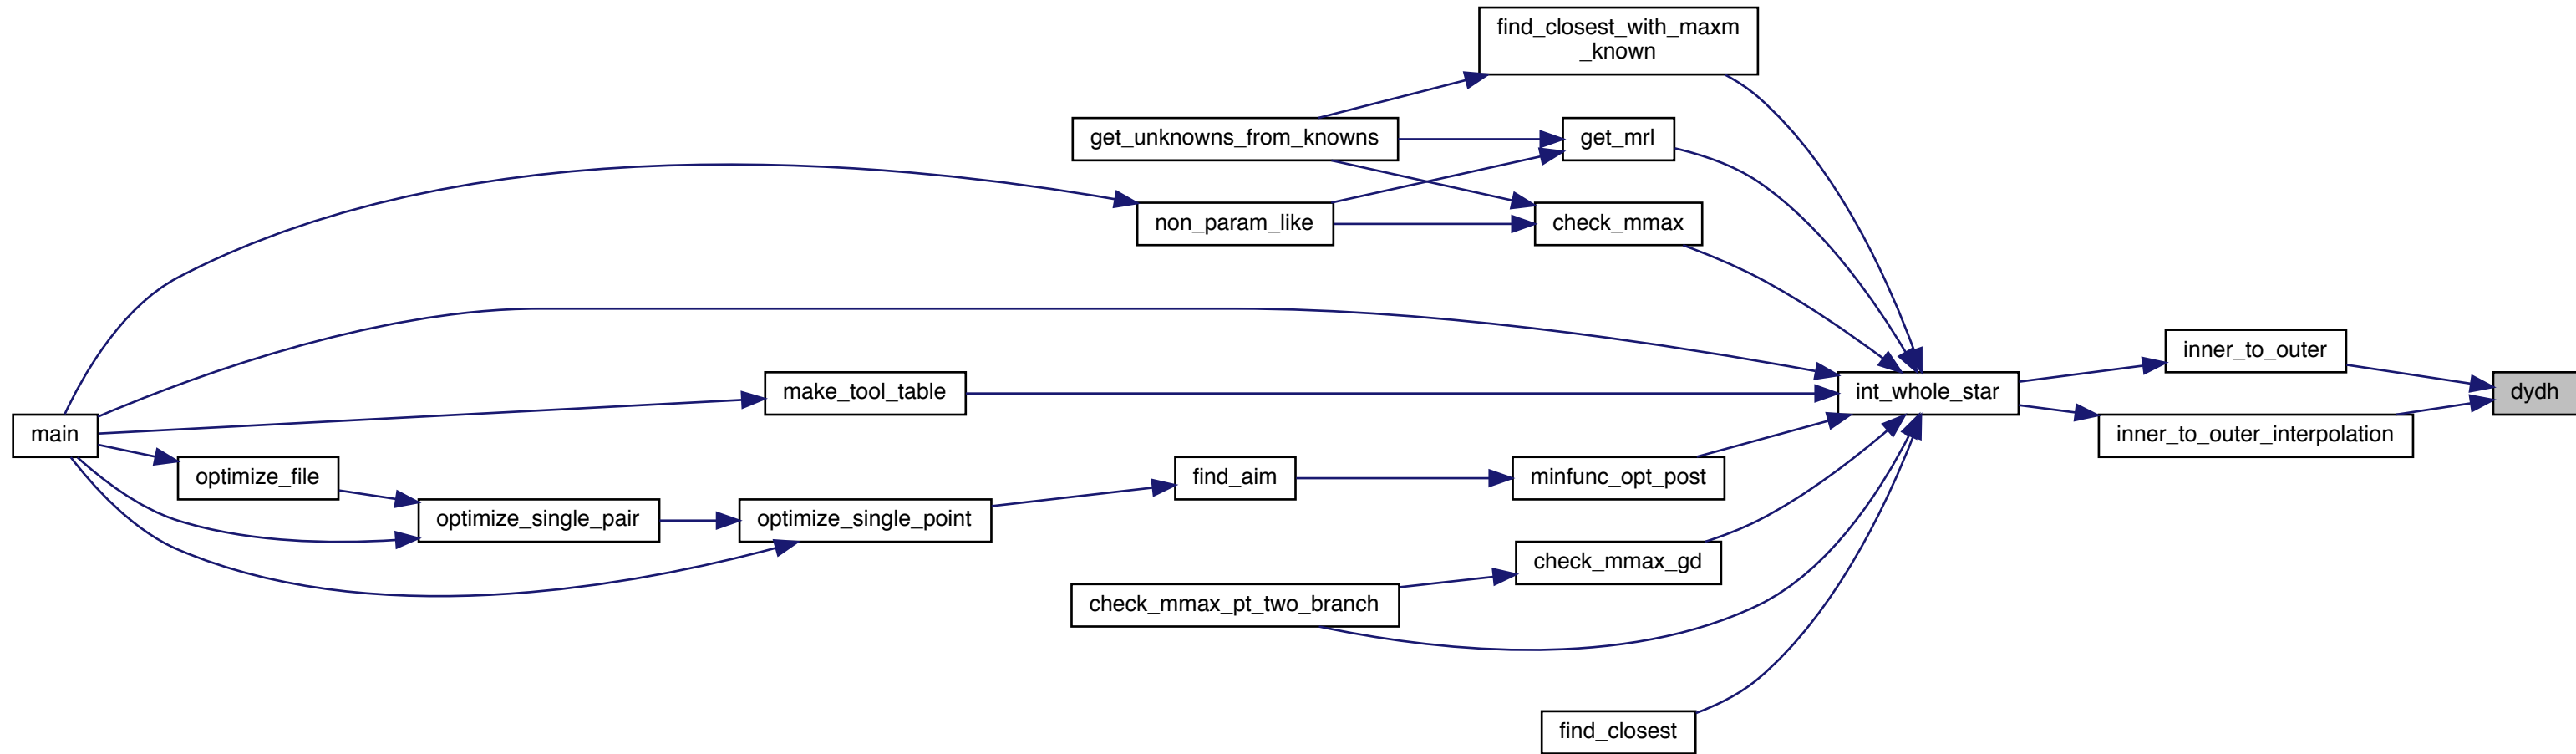 find_closest_with_maxm
_known
get_unknowns_from_knowns
get_mrl
non_param_like
check_mmax
inner_to_outer
make_tool_table
int_whole_star
dydh
main
inner_to_outer_interpolation
optimize_file
find_aim
minfunc_opt_post
optimize_single_pair
optimize_single_point
check_mmax_gd
check_mmax_pt_two_branch
find_closest